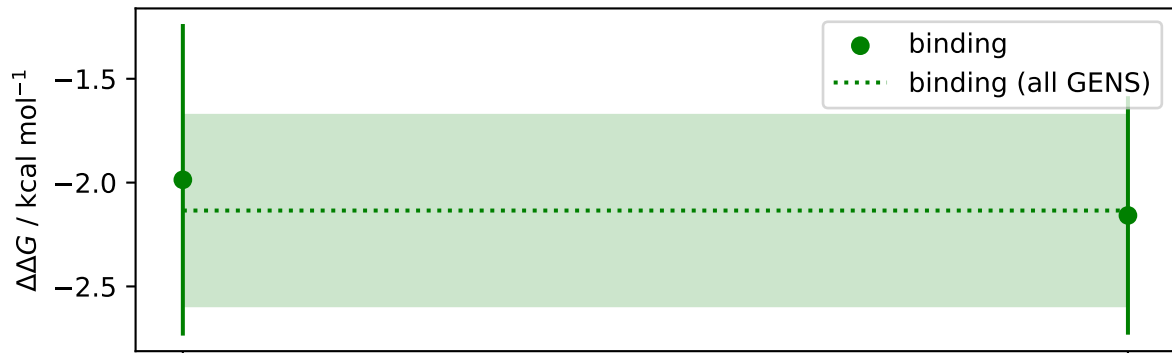 binding
binding (all GENS)
−1.5
−2.0
−2.5
ΔΔG / kcal mol⁻¹